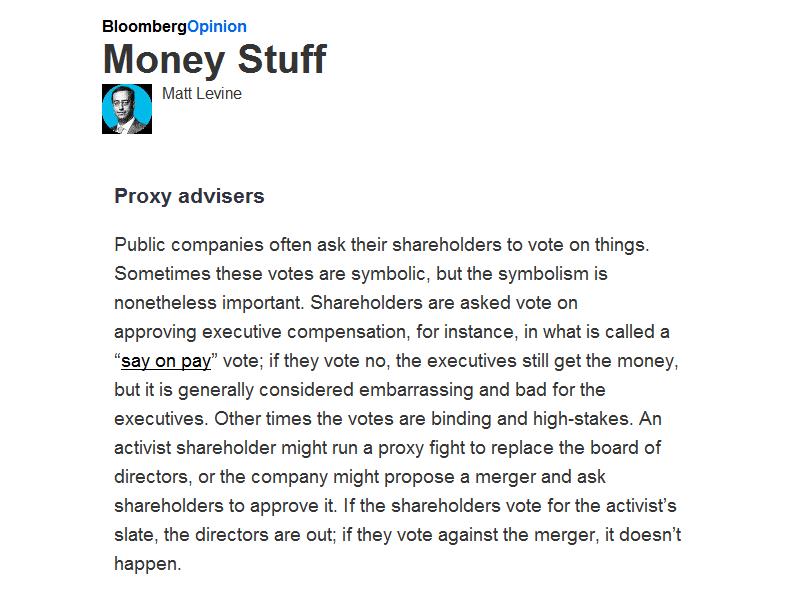 BloombergOpinion
Money Stuff
Matt Levine
Proxy advisers
Public companies often ask their shareholders to vote on things.
Sometimes these votes are symbolic, but the symbolism is
nonetheless important. Shareholders are asked vote on
approving executive compensation, for instance, in what is called a
“say on pay” vote; if they vote no, the executives still get the money,
but it is generally considered embarrassing and bad for the
executives. Other times the votes are binding and high-stakes. An
activist shareholder might run a proxy fight to replace the board of
directors, or the company might propose a merger and ask
shareholders to approve it. If the shareholders vote for the activist’s
slate, the directors are out; if they vote against the merger, it doesn’t
happen.